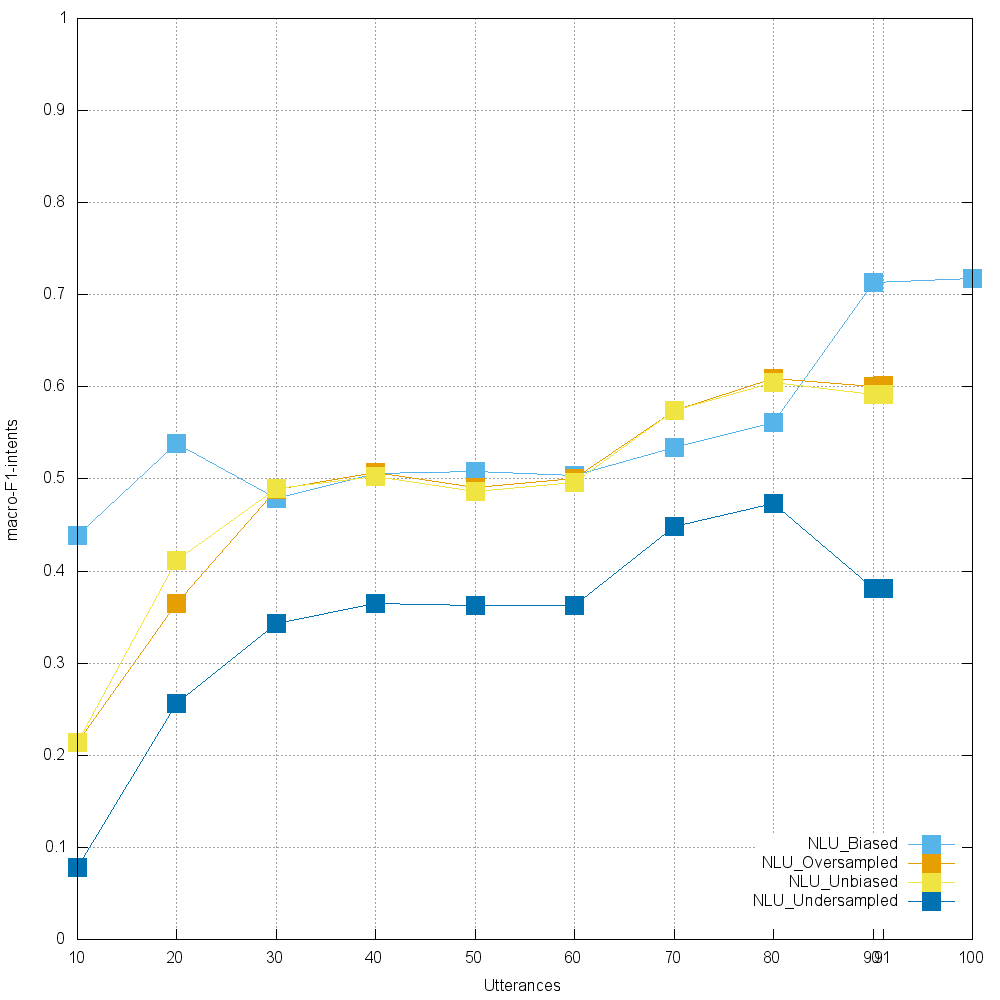 1
0.9
0.8
0.7
0.6
0.5
0.4
0.3
0.2
0.1
0
macro-F1-intents
NLU_Biased
NLU_Oversampled
NLU_Unbiased
NLU_Undersampled
10 20 30 40 50 60 70 80 90 91 100
Utterances